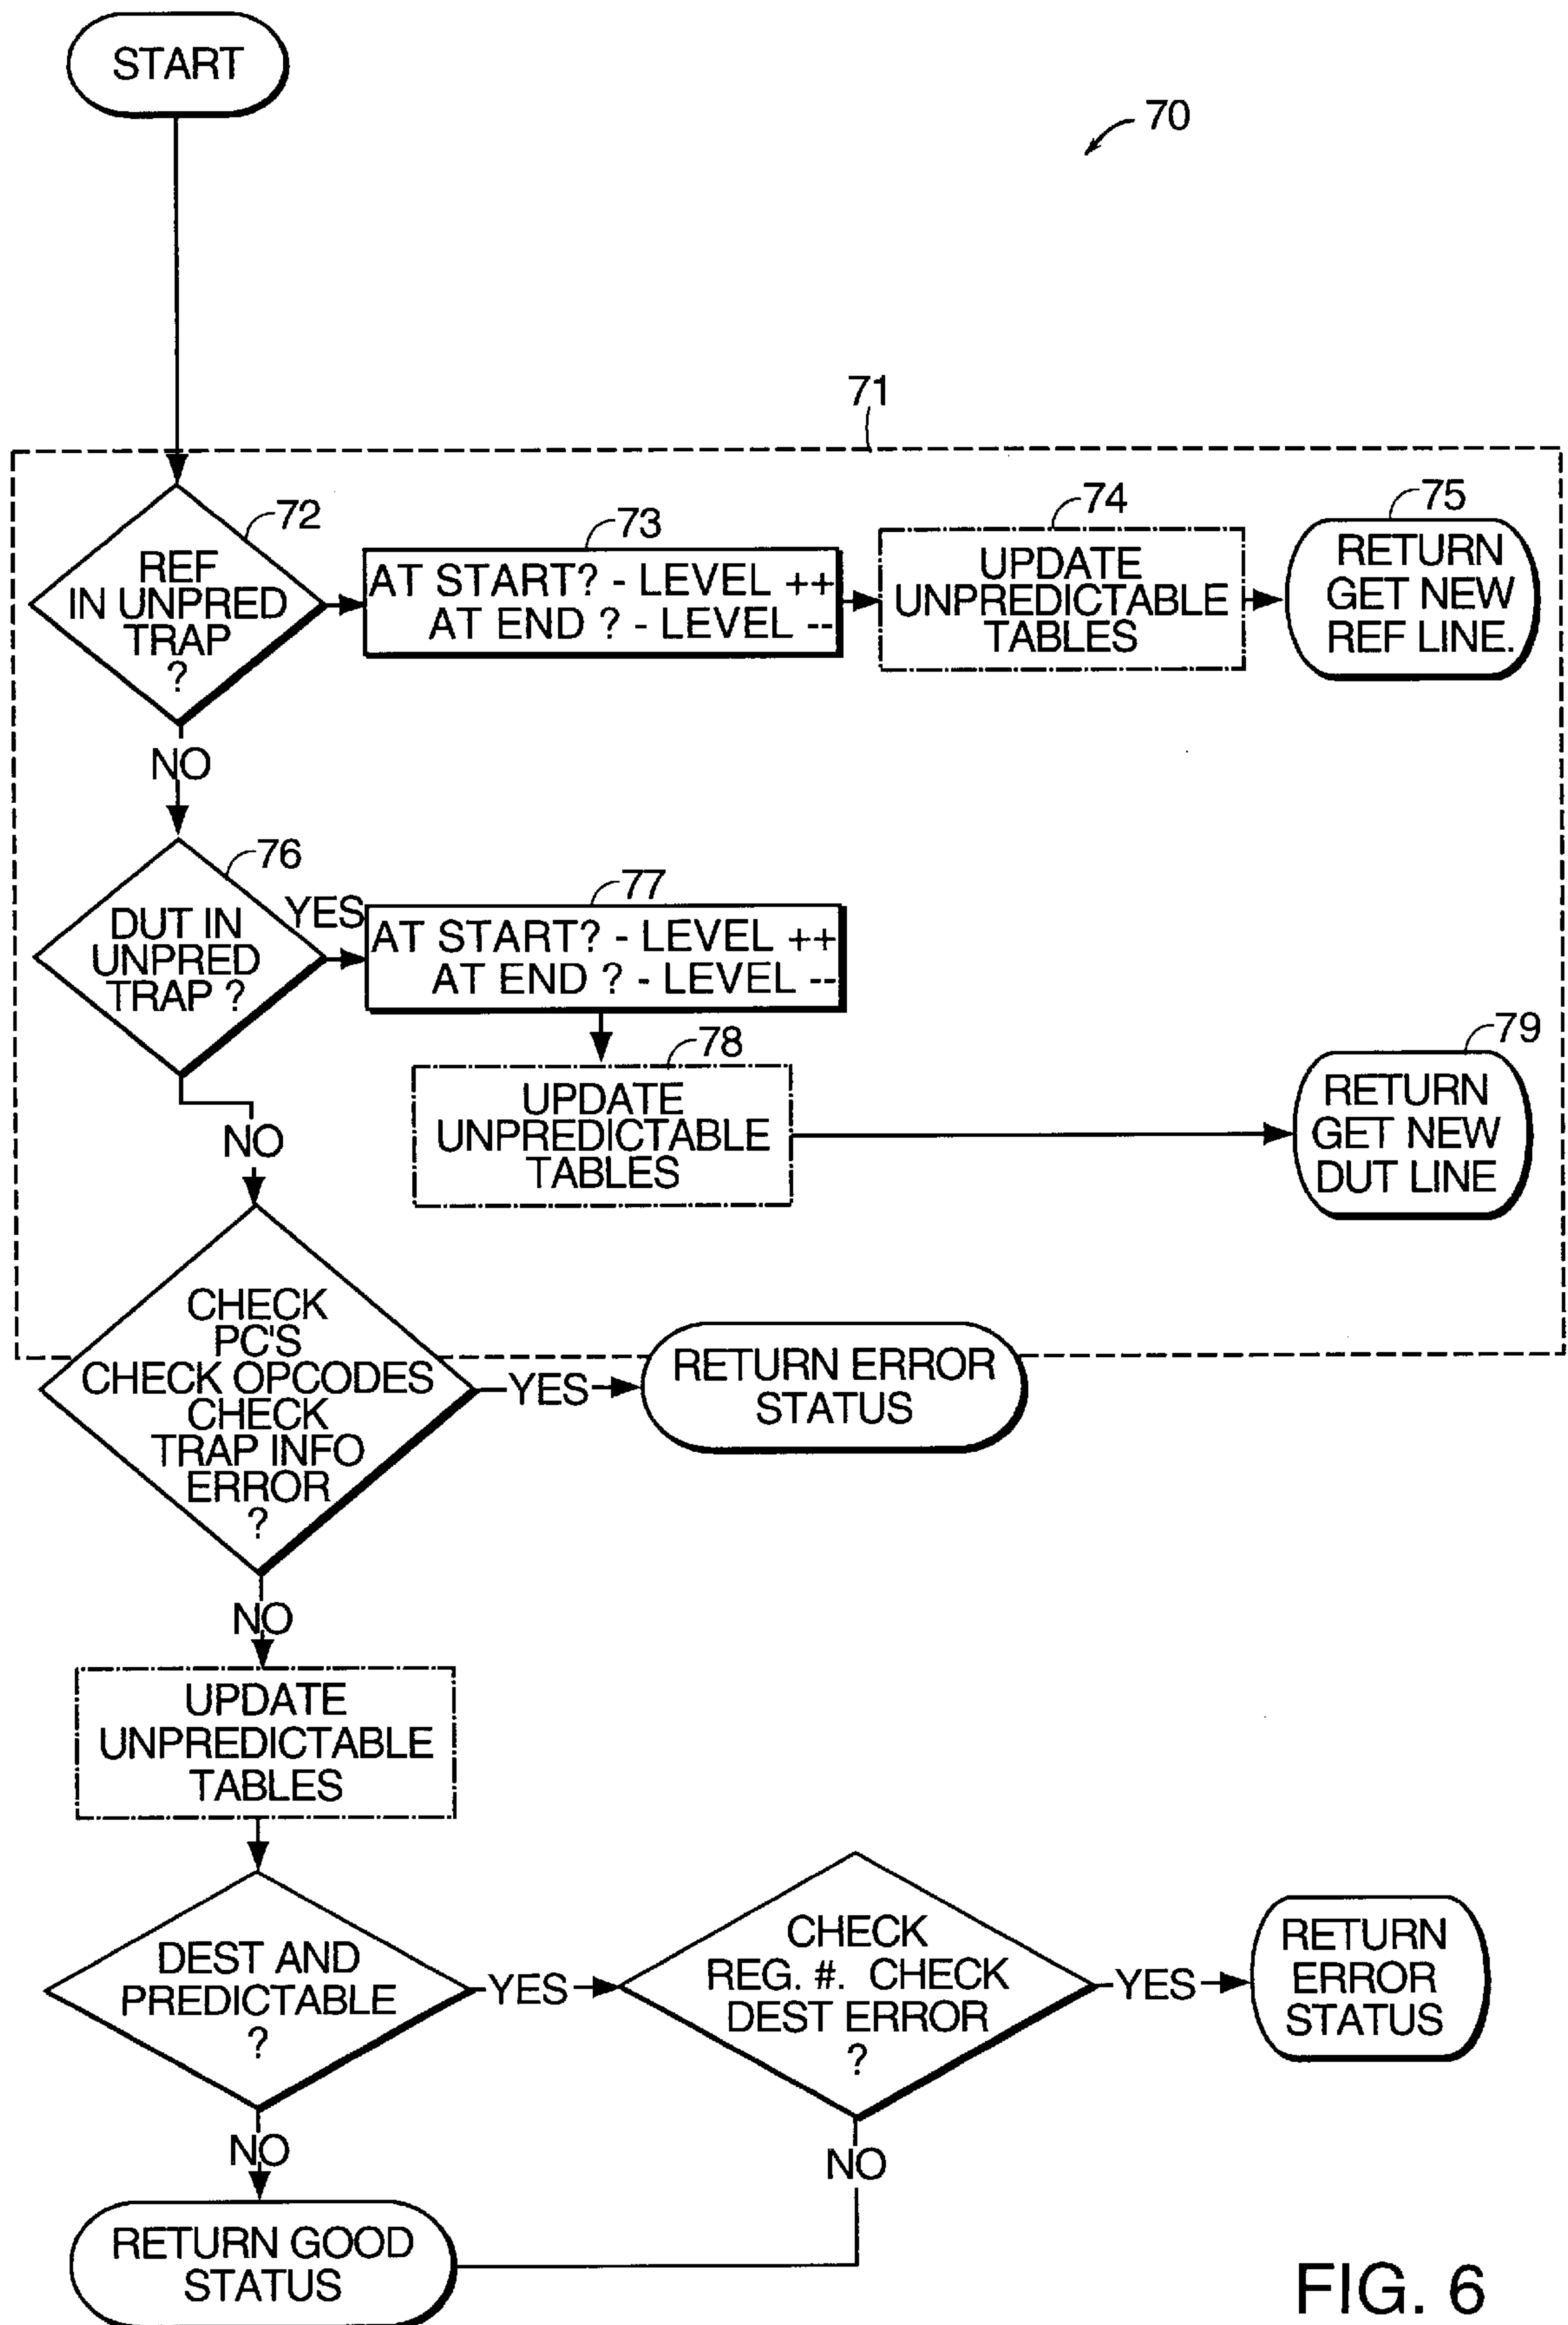 START
70
71
72
REF
IN UNPRED
TRAP
?
73
AT START? - LEVEL ++
AT END ? - LEVEL --
74
UPDATE
UNPREDICTABLE
TABLES
75
RETURN
GET NEW
REF LINE.
NO
76
DUT IN
UNPRED
TRAP ?
YES
77
AT START? - LEVEL ++
AT END ? - LEVEL --
78
UPDATE
UNPREDICTABLE
TABLES
79
RETURN
GET NEW
DUT LINE
NO
CHECK
PC'S
CHECK OPCODES
CHECK
TRAP INFO
ERROR
?
YES
RETURN ERROR
STATUS
NO
UPDATE
UNPREDICTABLE
TABLES
DEST AND
PREDICTABLE
?
YES
CHECK
REG. #. CHECK
DEST ERROR
?
YES
RETURN
ERROR
STATUS
NO
NO
RETURN GOOD
STATUS
FIG. 6